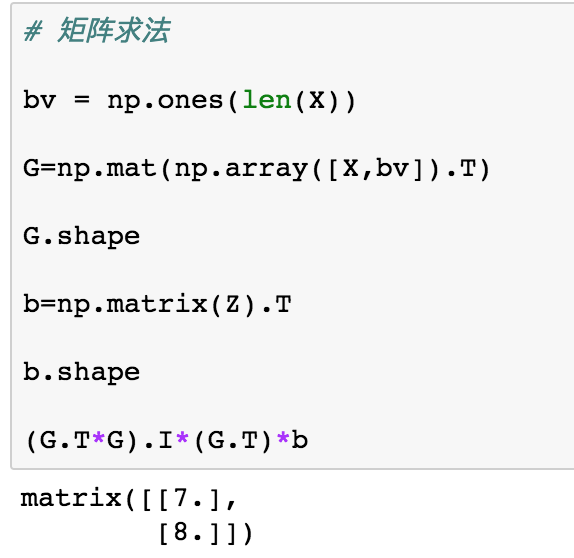 # 矩阵求法
bv = np.ones(len(X))
G=np.mat(np.array([X,bv]).T)
G.shape
b=np.matrix(Z).T
b.shape
(G.T*G).I*(G.T)*b
matrix([[7.],
        [8.]])